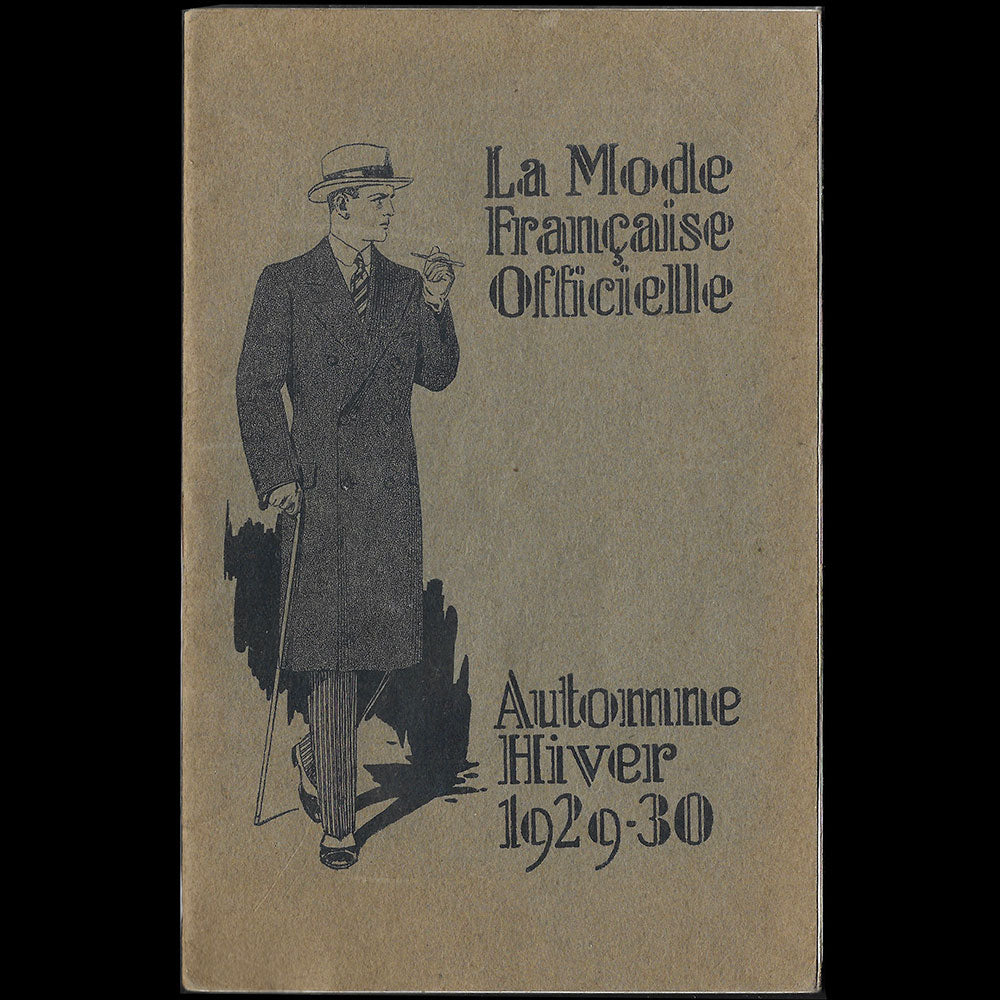 La Mode
Française
Officielle
Automne
Hiver
1929-30